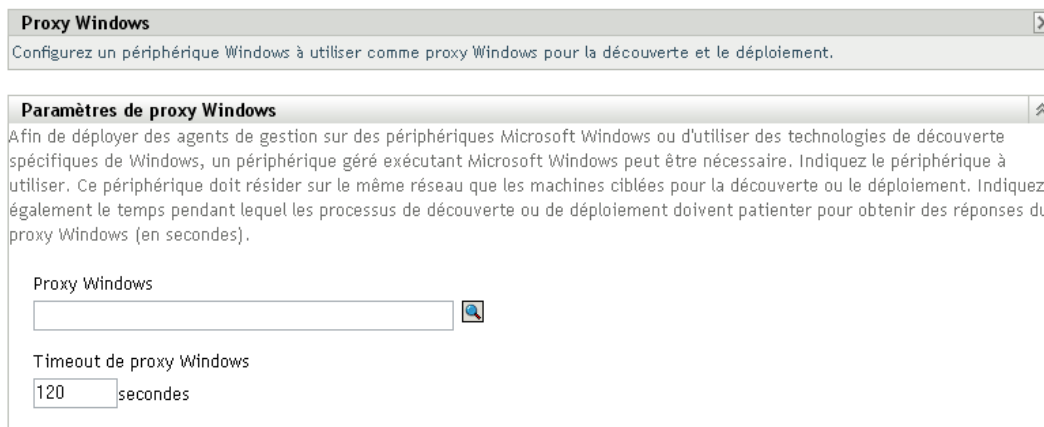 Proxy Windows
Configurez un périphérique Windows à utiliser comme proxy Windows pour la découverte et le déploiement.
Paramètres de proxy Windows
Afin de déployer des agents de gestion sur des périphériques Microsoft Windows ou d'utiliser des technologies de découverte
spécifiques de Windows, un périphérique géré exécutant Microsoft Windows peut être nécessaire. Indiquez le périphérique à
utiliser. Ce périphérique doit résider sur le même réseau que les machines ciblées pour la découverte ou le déploiement. Indiquez
également le temps pendant lequel les processus de découverte ou de déploiement doivent patienter pour obtenir des réponses du
proxy Windows (en secondes).
Proxy Windows
Timeout de proxy Windows
120 secondes